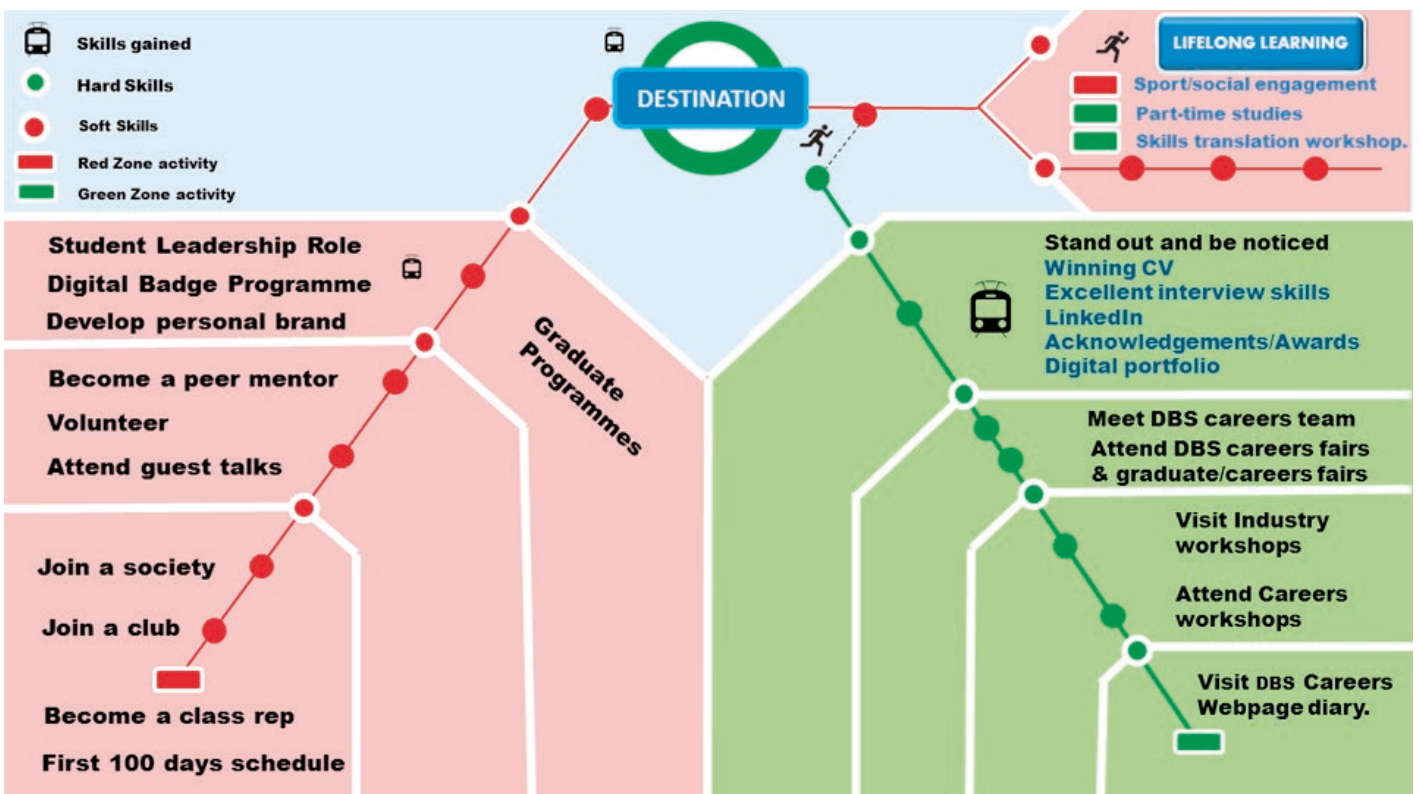 Skills gained
Hard Skills
Soft Skills
Red Zone activity
Green Zone activity
DESTINATION
LIFELONG LEARNING
Sport/social engagement
Part-time studies
Skills translation workshop.
Student Leadership Role
Digital Badge Programme
Develop personal brand
Become a peer mentor
Volunteer
Attend guest talks
Join a society
Join a club
Become a class rep
First 100 days schedule
Graduate
Programmes
Stand out and be noticed
Winning CV
Excellent interview skills
LinkedIn
Acknowledgements/Awards
Digital portfolio
Meet DBS careers team
Attend DBS careers fairs
& graduate/careers fairs
Visit Industry
workshops
Attend Careers
workshops
Visit DBS Careers
Webpage diary.